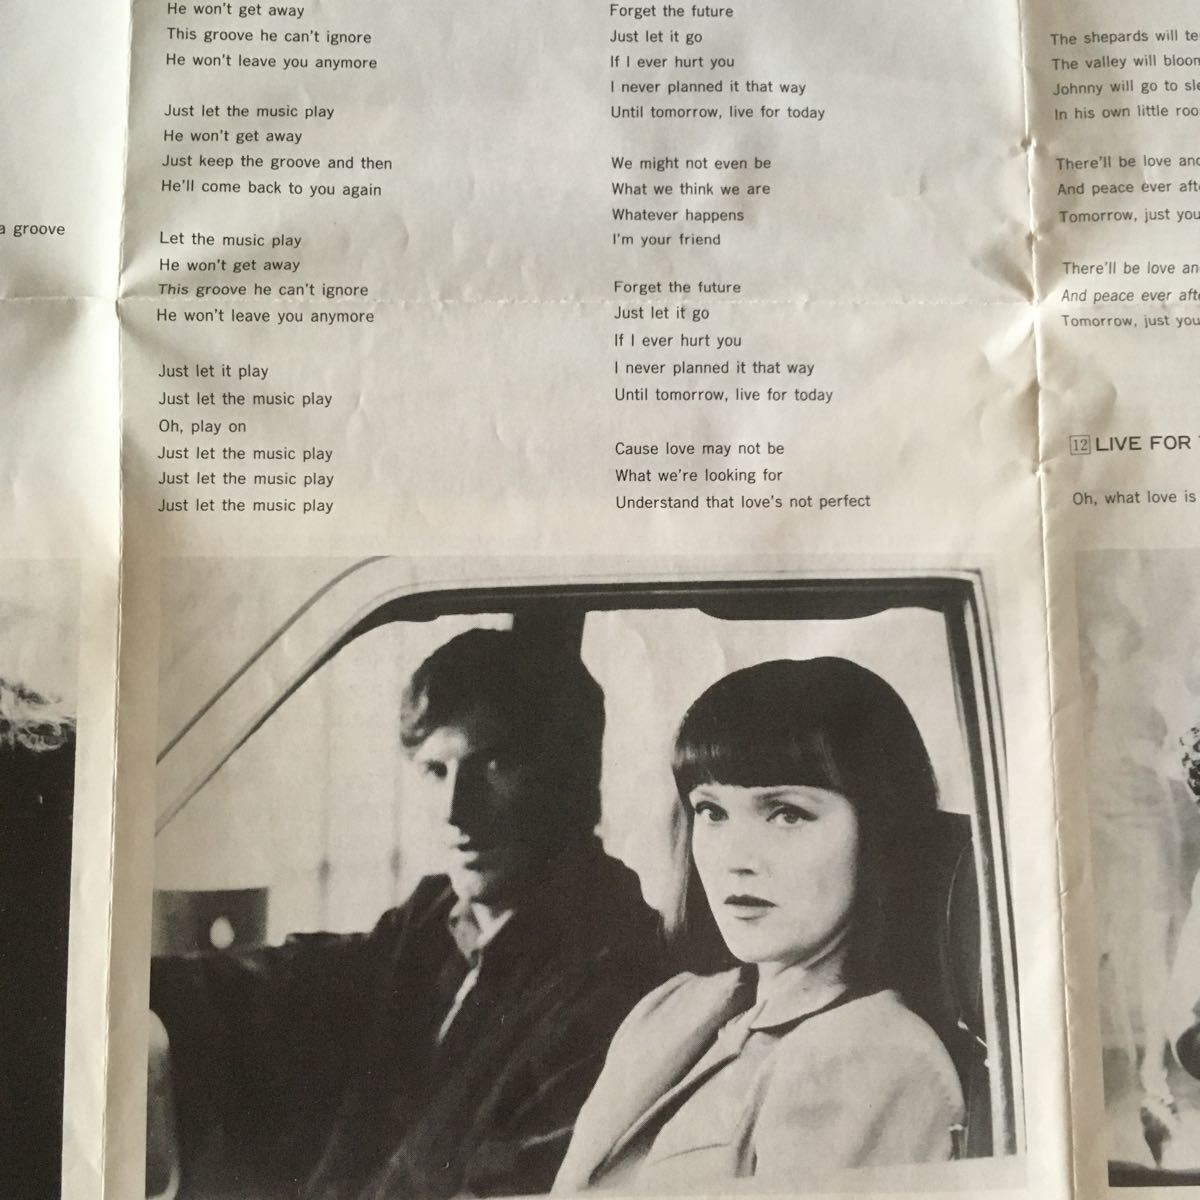 a groove
He won't get away
This groove he can't ignore
He won't leave you anymore
Just let the music play
He won't get away
Just keep the groove and then
He'll come back to you again
Let the music play
He won't get away
This groove he can't ignore
He won't leave you anymore
Just let it play
Just let the music play
Oh, play on
Just let the music play
Just let the music play
Just let the music play
Forget the future
Just let it go
If I ever hurt you
I never planned it that way
Until tomorrow, live for today
We might not even be
What we think we are
Whatever happens
I'm your friend
Forget the future
Just let it go
If I ever hurt you
I never planned it that way
Until tomorrow, live for today
Cause love may not be
What we're looking for
Understand that love's not perfect
The shepards will
The valley will bloom
Johnny will go to
In his own little
There'll be love and
And peace ever
Tomorrow, just you
There'll be love
And peace ever
Tomorrow, just you
12 LIVE FOR
Oh, what love is